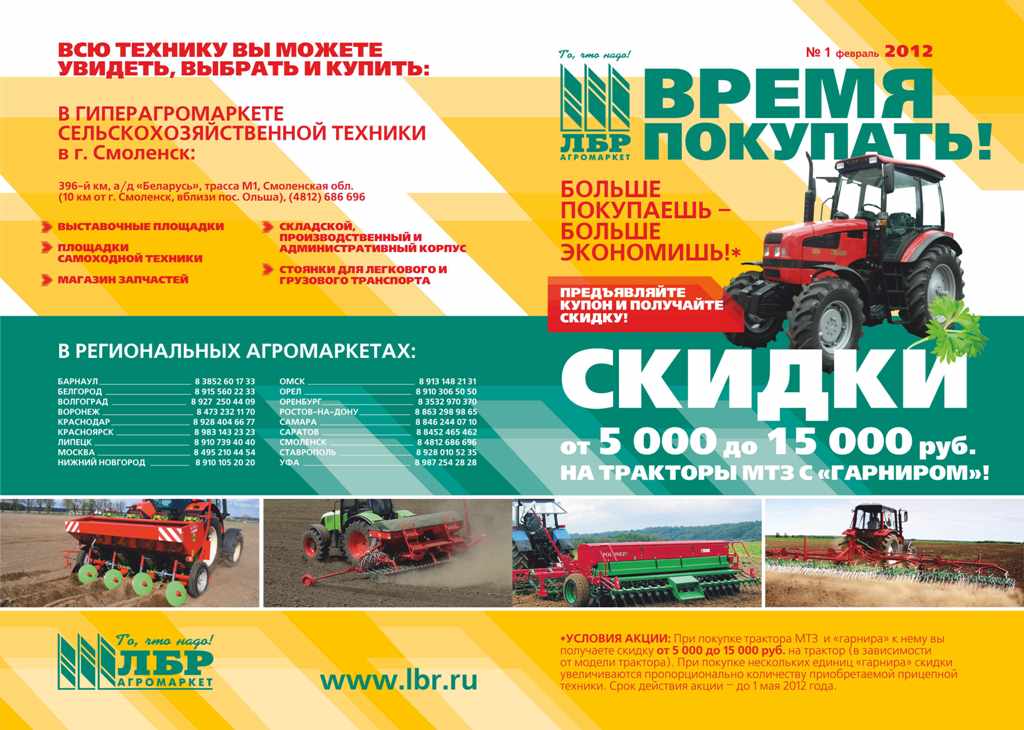 ВСЮ ТЕХНИКУ ВЫ МОЖЕТЕ
УВИДЕТЬ, ВЫБРАТЬ И КУПИТЬ:
В ГИПЕРАГРОМАРКЕТЕ
СЕЛЬСКОХОЗЯЙСТВЕННОЙ ТЕХНИКИ
в г. Смоленск:
396-й км, а/д «Беларусь», трасса М1, Смоленская обл.
(10 км от г. Смоленск, вблизи пос. Ольша), (4812) 686 696
ВЫСТАВОЧНЫЕ ПЛОЩАДКИ
ПЛОЩАДКИ
САМОХОДНОЙ ТЕХНИКИ
МАГАЗИН ЗАПЧАСТЕЙ
СКЛАДСКОЙ,
ПРОИЗВОДСТВЕННЫЙ И
АДМИНИСТРАТИВНЫЙ КОРПУС
СТОЯНКИ ДЛЯ ЛЕГКОВОГО И
ГРУЗОВОГО ТРАНСПОРТА
В РЕГИОНАЛЬНЫХ АГРОМАРКЕТАХ:
БАРНАУЛ 8 3852 60 17 33
БЕЛГОРОД 8 915 560 22 33
ВОЛГОГРАД 8 927 250 44 09
ВОРОНЕЖ 8 473 232 11 70
КРАСНОДАР 8 928 404 66 77
КРАСНОЯРСК 8 983 143 23 23
ЛИПЕЦК 8 910 739 40 40
МОСКВА 8 495 210 44 54
НИЖНИЙ НОВГОРОД 8 910 105 20 20
ОМСК 8 913 148 21 31
ОРЕЛ 8 910 306 50 50
ОРЕНБУРГ 8 3532 970 370
РОСТОВ-НА-ДОНУ 8 863 298 98 65
САМАРА 8 846 244 07 10
САРАТОВ 8 8452 465 462
СМОЛЕНСК 8 4812 686 696
СТАВРОПОЛЬ 8 928 010 52 35
УФА 8 987 254 28 28
То, что надо!
ЛБР
АГРОМАРКЕТ
www.lbr.ru
№ 1 февраль 2012
То, что надо!
ЛБР
АГРОМАРКЕТ
ВРЕМЯ
ПОКУПАТЬ!
БОЛЬШЕ
ПОКУПАЕШЬ –
БОЛЬШЕ
ЭКОНОМИШЬ!*
ПРЕДЪЯВЛЯЙТЕ
КУПОН И ПОЛУЧАЙТЕ
СКИДКУ!
СКИДКИ
от 5 000 до 15 000 руб.
НА ТРАКТОРЫ МТЗ С «ГАРНИРОМ»!
*УСЛОВИЯ АКЦИИ: При покупке трактора МТЗ и «гарнира» к нему вы
получаете скидку от 5 000 до 15 000 руб. на трактор (в зависимости
от модели трактора). При покупке нескольких единиц «гарнира» скидки
увеличиваются пропорционально количеству приобретаемой прицепной
техники. Срок действия акции – до 1 мая 2012 года.